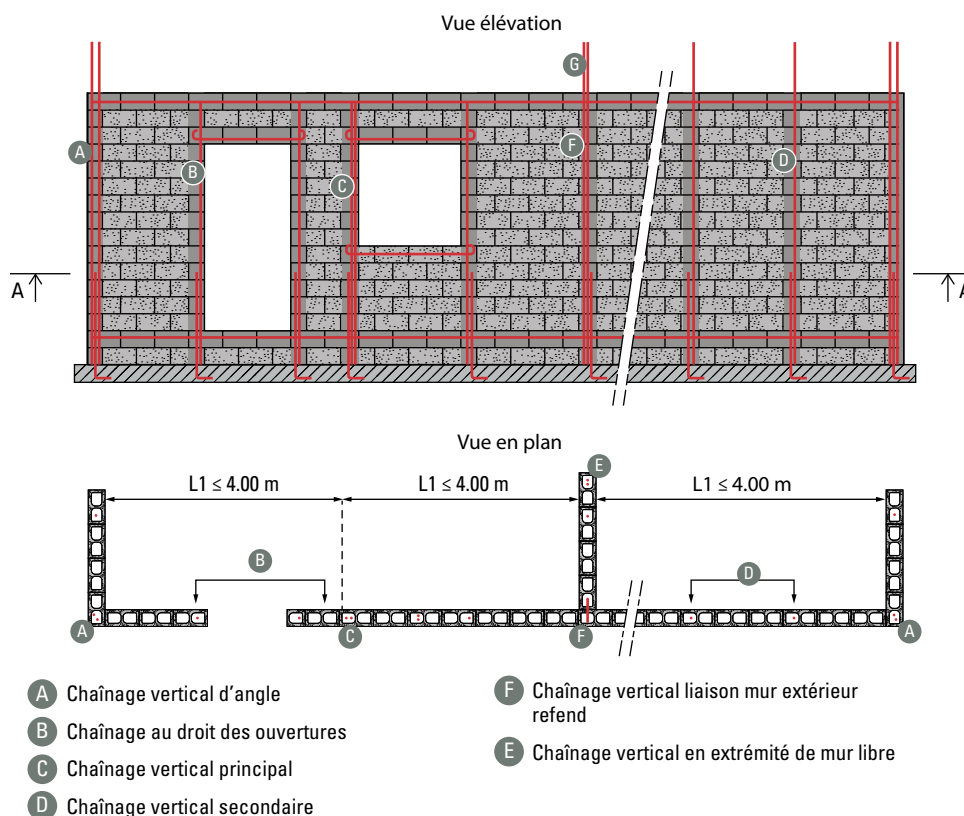 Vue élévation
G
A
F
D
B
C
A
A
Vue en plan
E
L1 ≤ 4.00 m
L1 ≤ 4.00 m
L1 ≤ 4.00 m
B
D
A
C
F
A
A Chaînage vertical d'angle
B Chaînage au droit des ouvertures
C Chaînage vertical principal
D Chaînage vertical secondaire
F Chaînage vertical liaison mur extérieur
refend
E Chaînage vertical en extrémité de mur libre